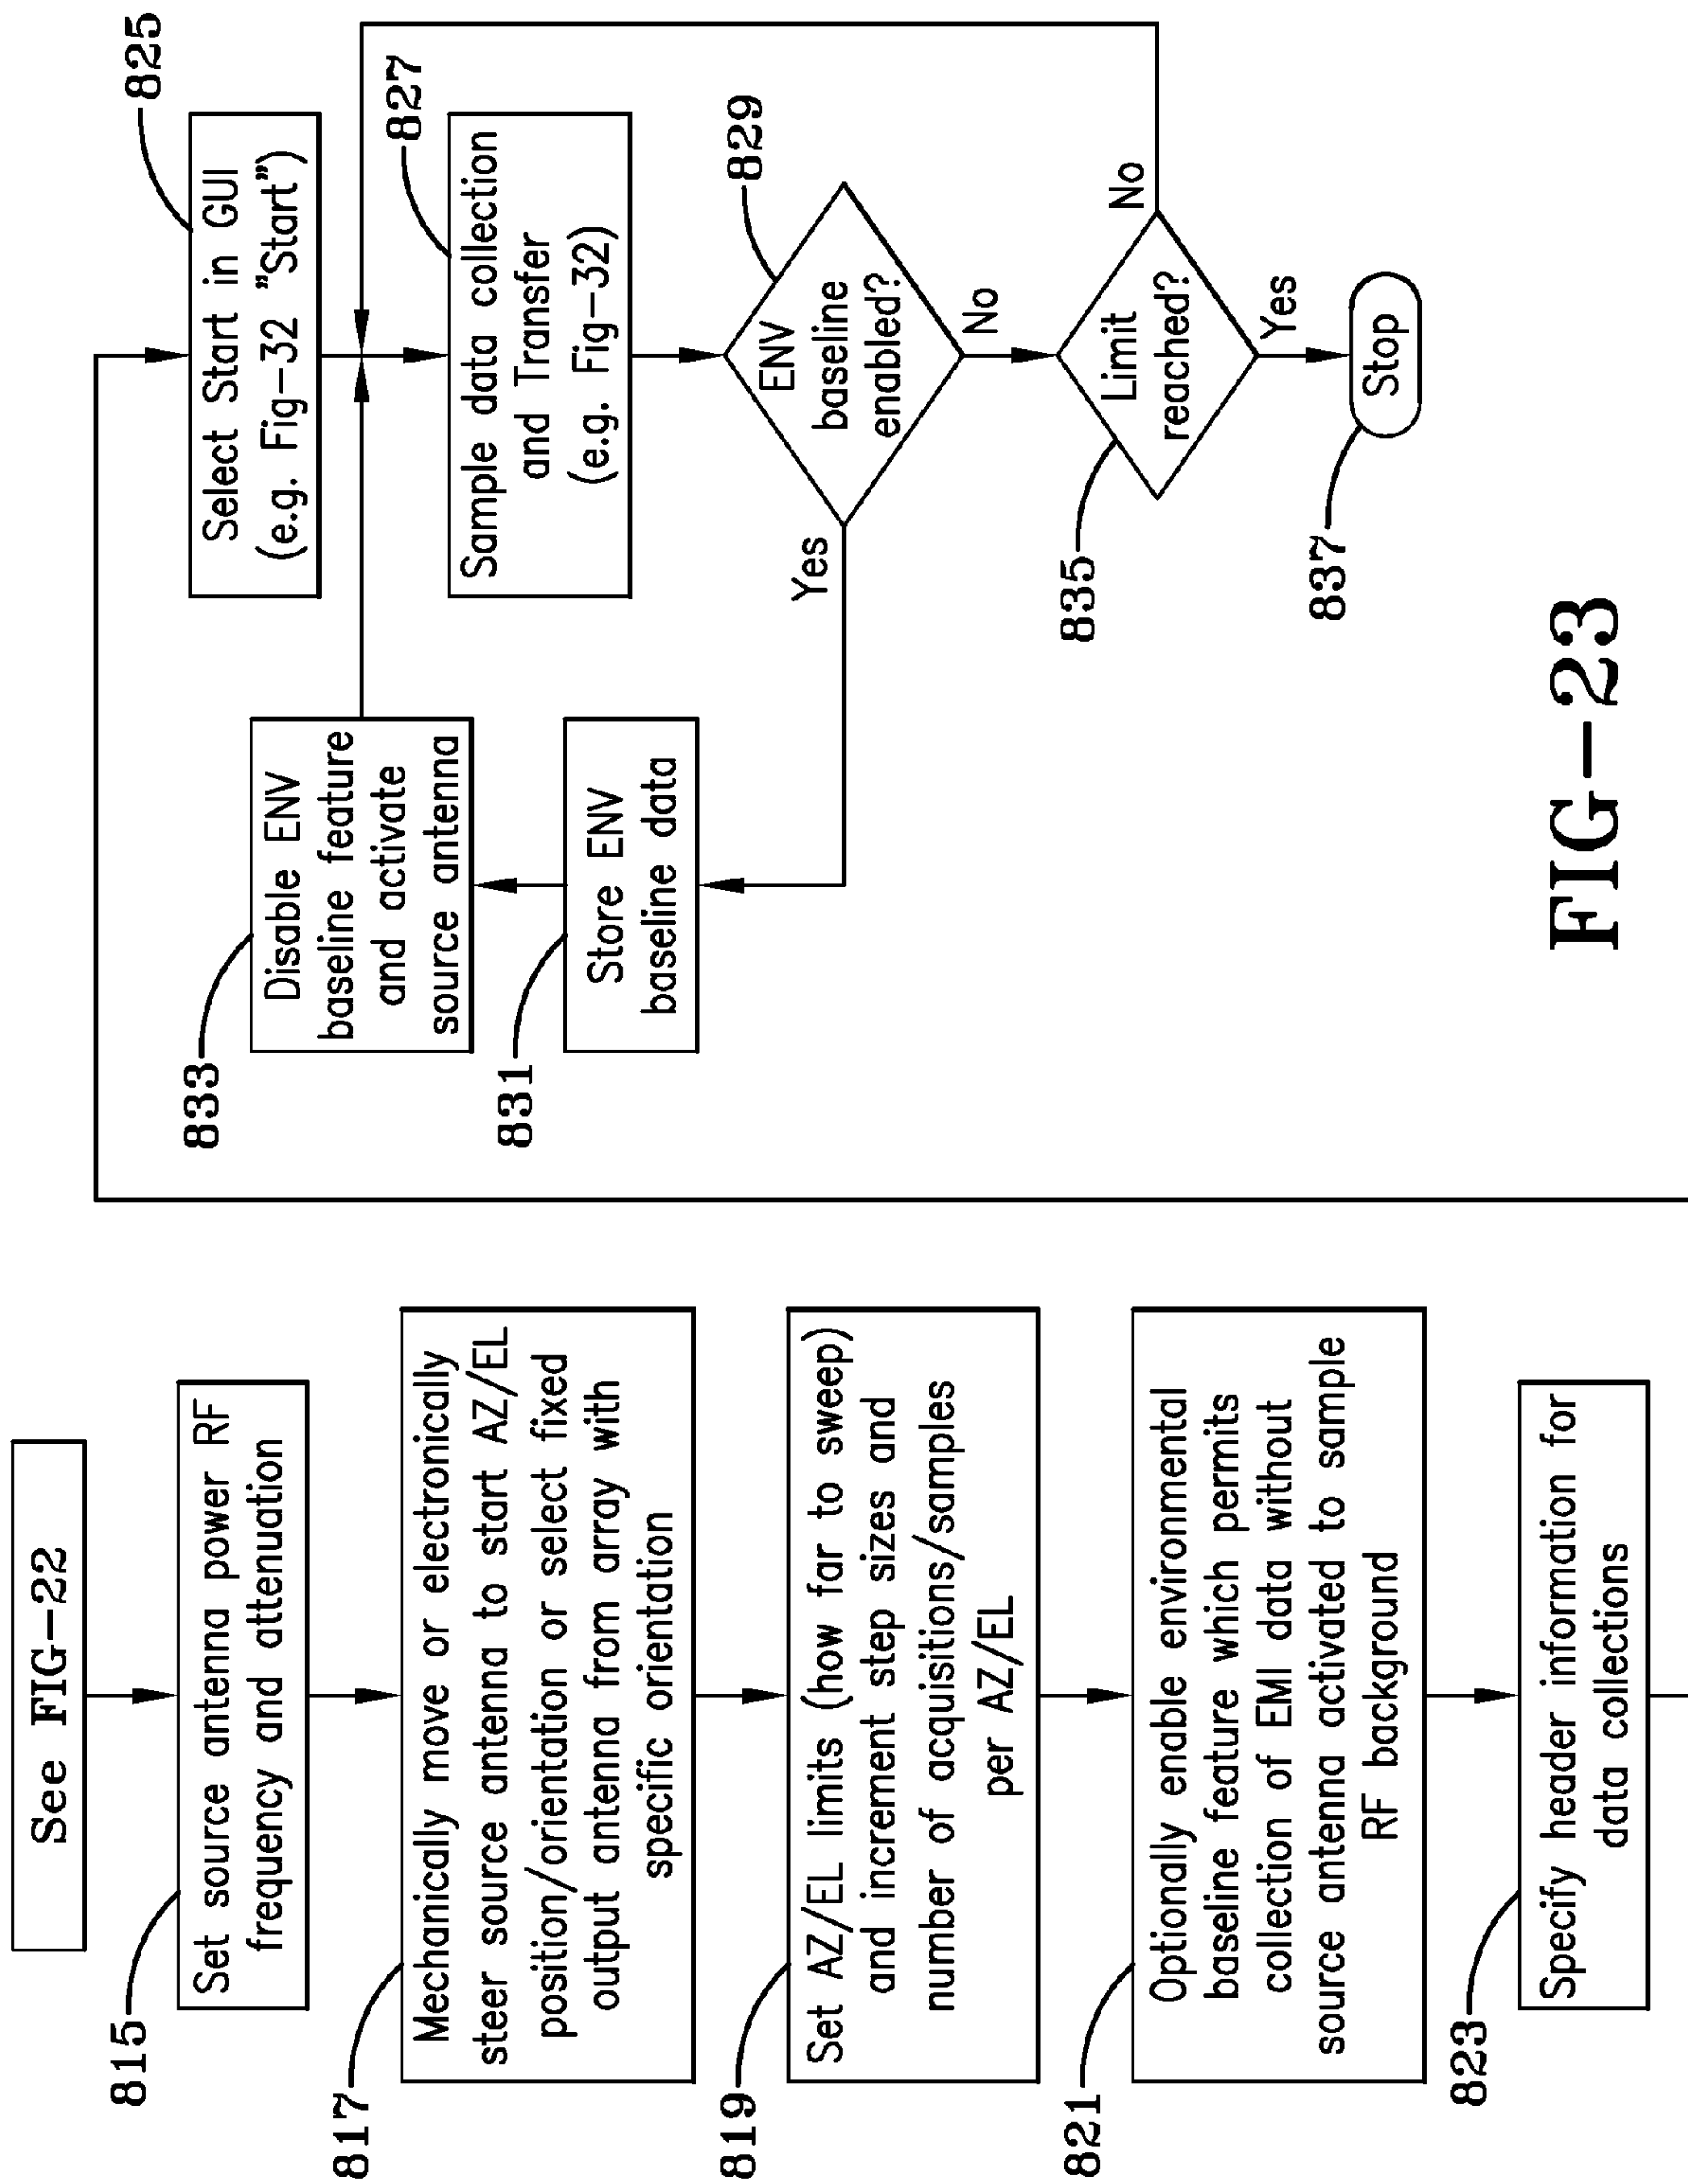 See FIG-22
815
Set source antenna power RF
frequency and attenuation
817
Mechanically move or electronically
steer source antenna to start AZ/EL
position/orientation or select fixed
output antenna from array with
specific orientation
819
Set AZ/EL limits (how far to sweep)
and increment step sizes and
number of acquisitions/samples
per AZ/EL
821
Optionally enable environmental
baseline feature which permits
collection of EMI data without
source antenna activated to sample
RF background
823
Specify header information for
data collections
825
Select Start in GUI
(e.g. Fig-32 "Start")
827
Sample data collection
and Transfer
(e.g. Fig-32)
829
ENV
baseline
enabled?
Yes
No
831
Store ENV
baseline data
833
Disable ENV
baseline feature
and activate
source antenna
835
Limit
reached?
No
Yes
837
Stop
FIG-23